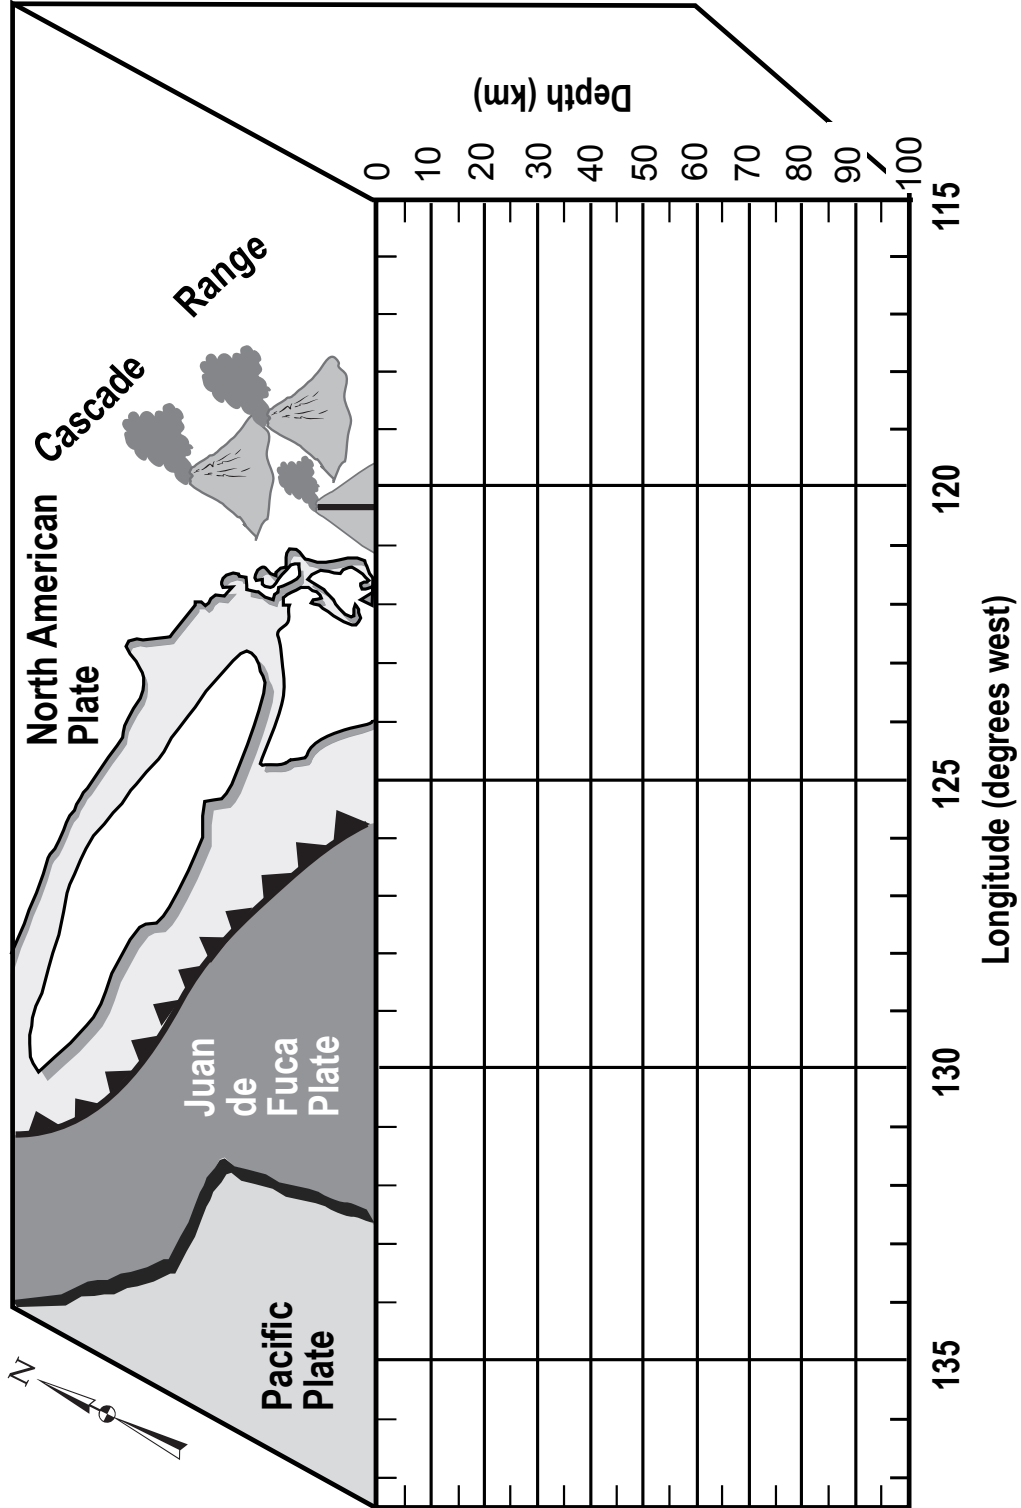 N
North American
Plate
Cascade
Range
Juan
de
Fuca
Plate
Pacific
Plate
Depth (km)
0
10
20
30
40
50
60
70
80
90
100
135
130
125
120
115
Longitude (degrees west)